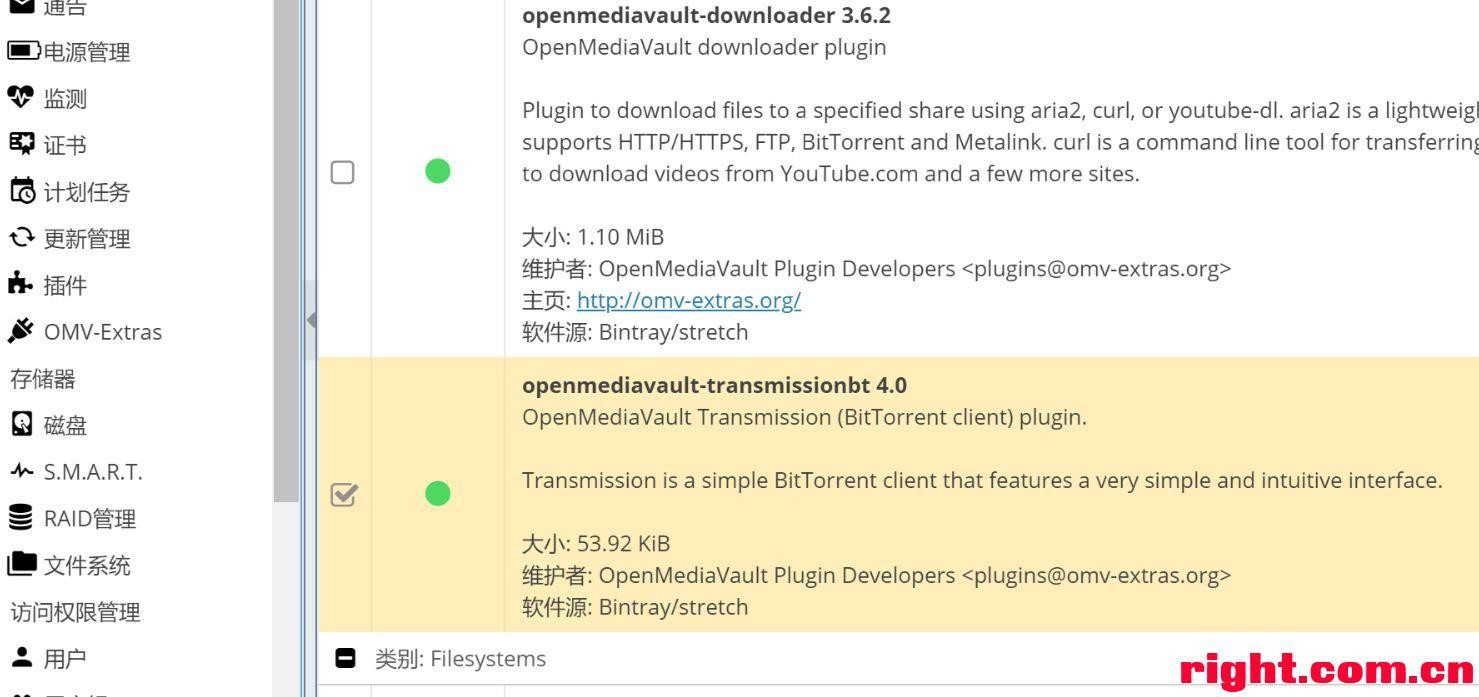 通告
电源管理
监测
证书
计划任务
更新管理
插件
OMV-Extras
存储器
磁盘
S.M.A.R.T.
RAID管理
文件系统
访问权限管理
用户
openmediavault-downloader 3.6.2
OpenMediaVault downloader plugin
Plugin to download files to a specified share using aria2, curl, or youtube-dl. aria2 is a
supports HTTP/HTTPS, FTP, BitTorrent and Metalink. curl is a command line tool for
to download videos from YouTube.com and a few more sites.
大小: 1.10 MiB
维护者: OpenMediaVault Plugin Developers <plugins@omv-extras.org>
主页: http://omv-extras.org/
软件源: Bintray/stretch
openmediavault-transmissionbt 4.0
OpenMediaVault Transmission (BitTorrent client) plugin.
Transmission is a simple BitTorrent client that features a very simple and intuitive interface.
大小: 53.92 KiB
维护者: OpenMediaVault Plugin Developers <plugins@omv-extras.org>
软件源: Bintray/stretch
类别: Filesystems
right.com.cn